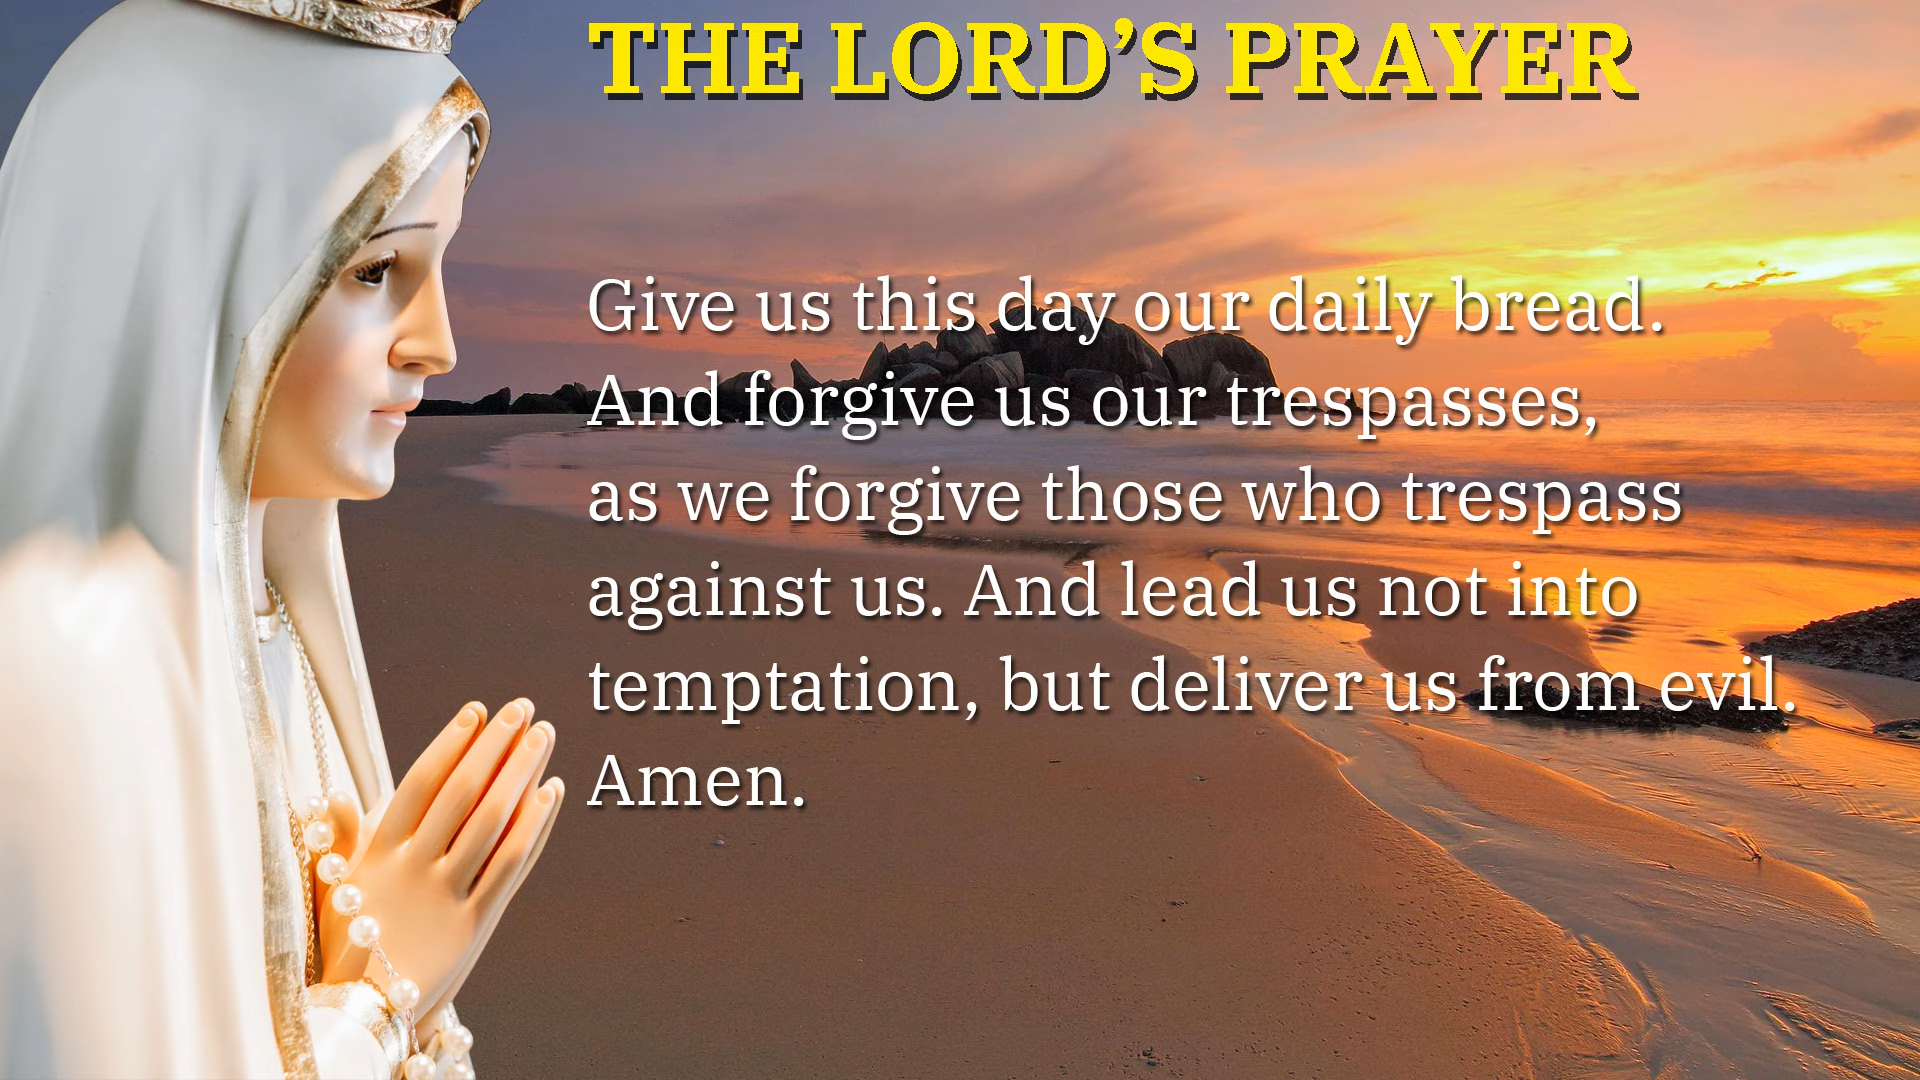 THE LORD’S PRAYER
Give us this day our daily bread.
And forgive us our trespasses,
as we forgive those who trespass
against us. And lead us not into
temptation, but deliver us from evil.
Amen.